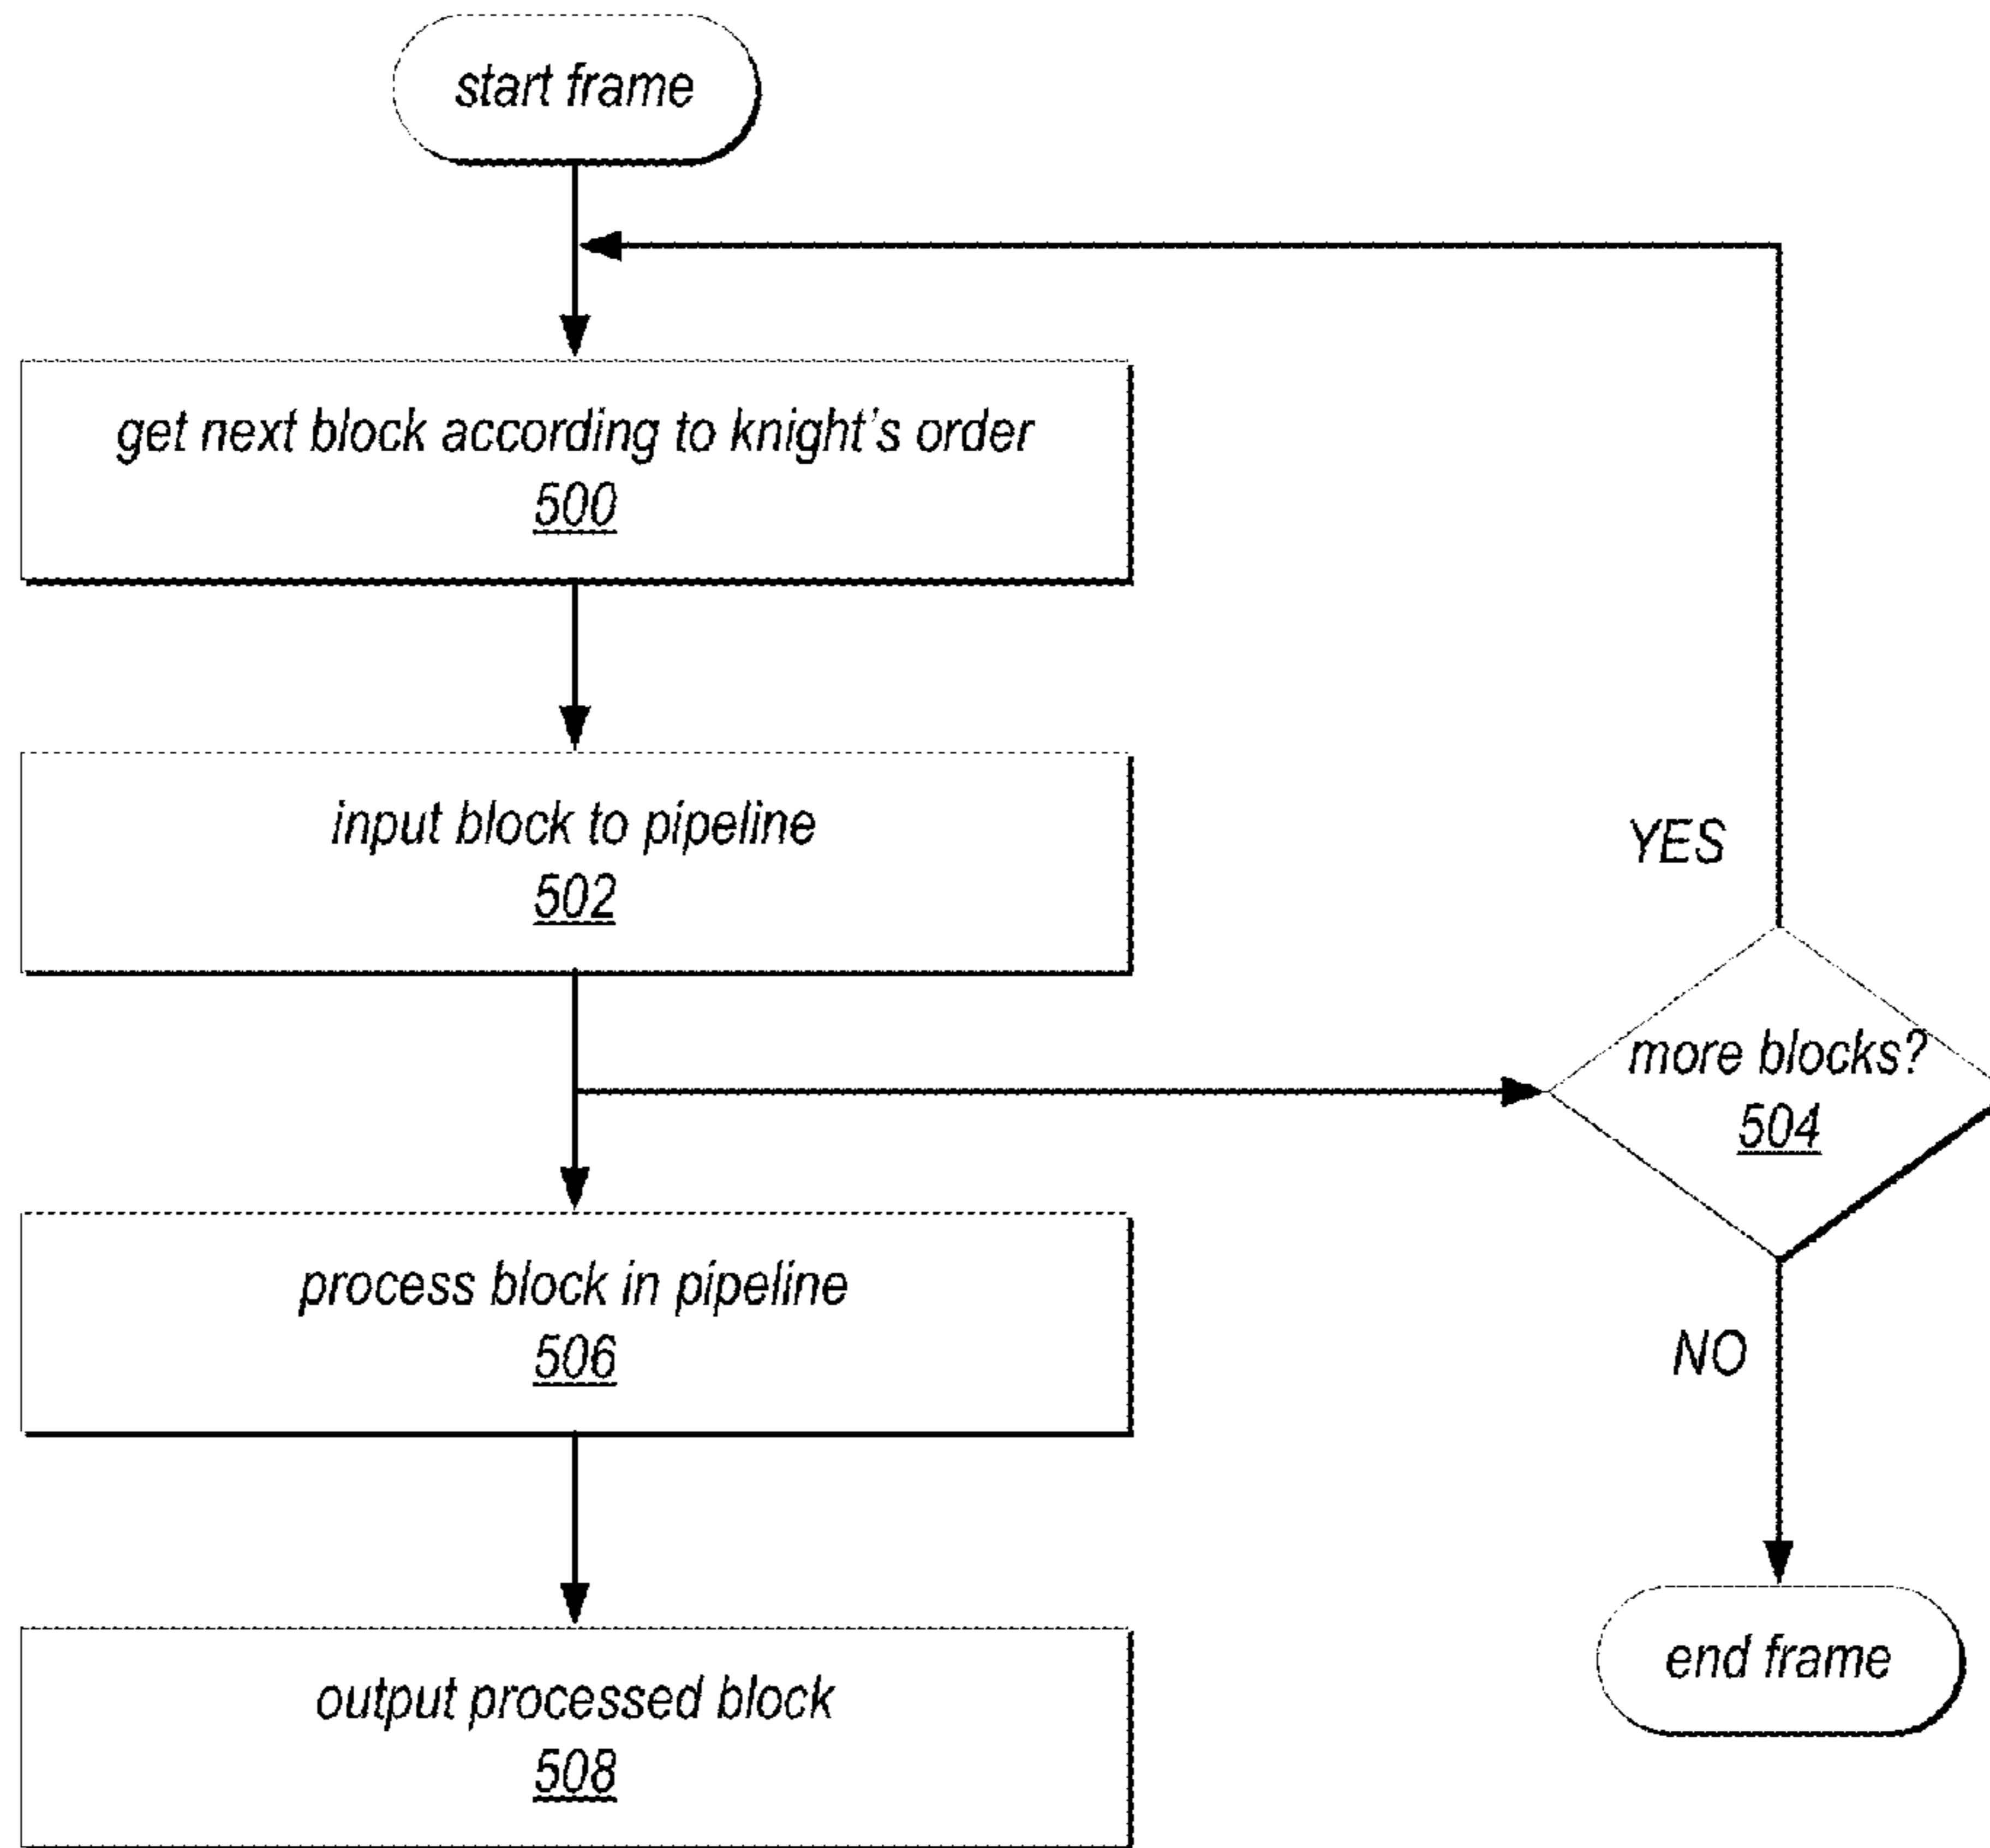 start frame
get next block according to knight's order
500
input block to pipeline
502
YES
more blocks?
504
process block in pipeline
506
NO
output processed block
508
end frame